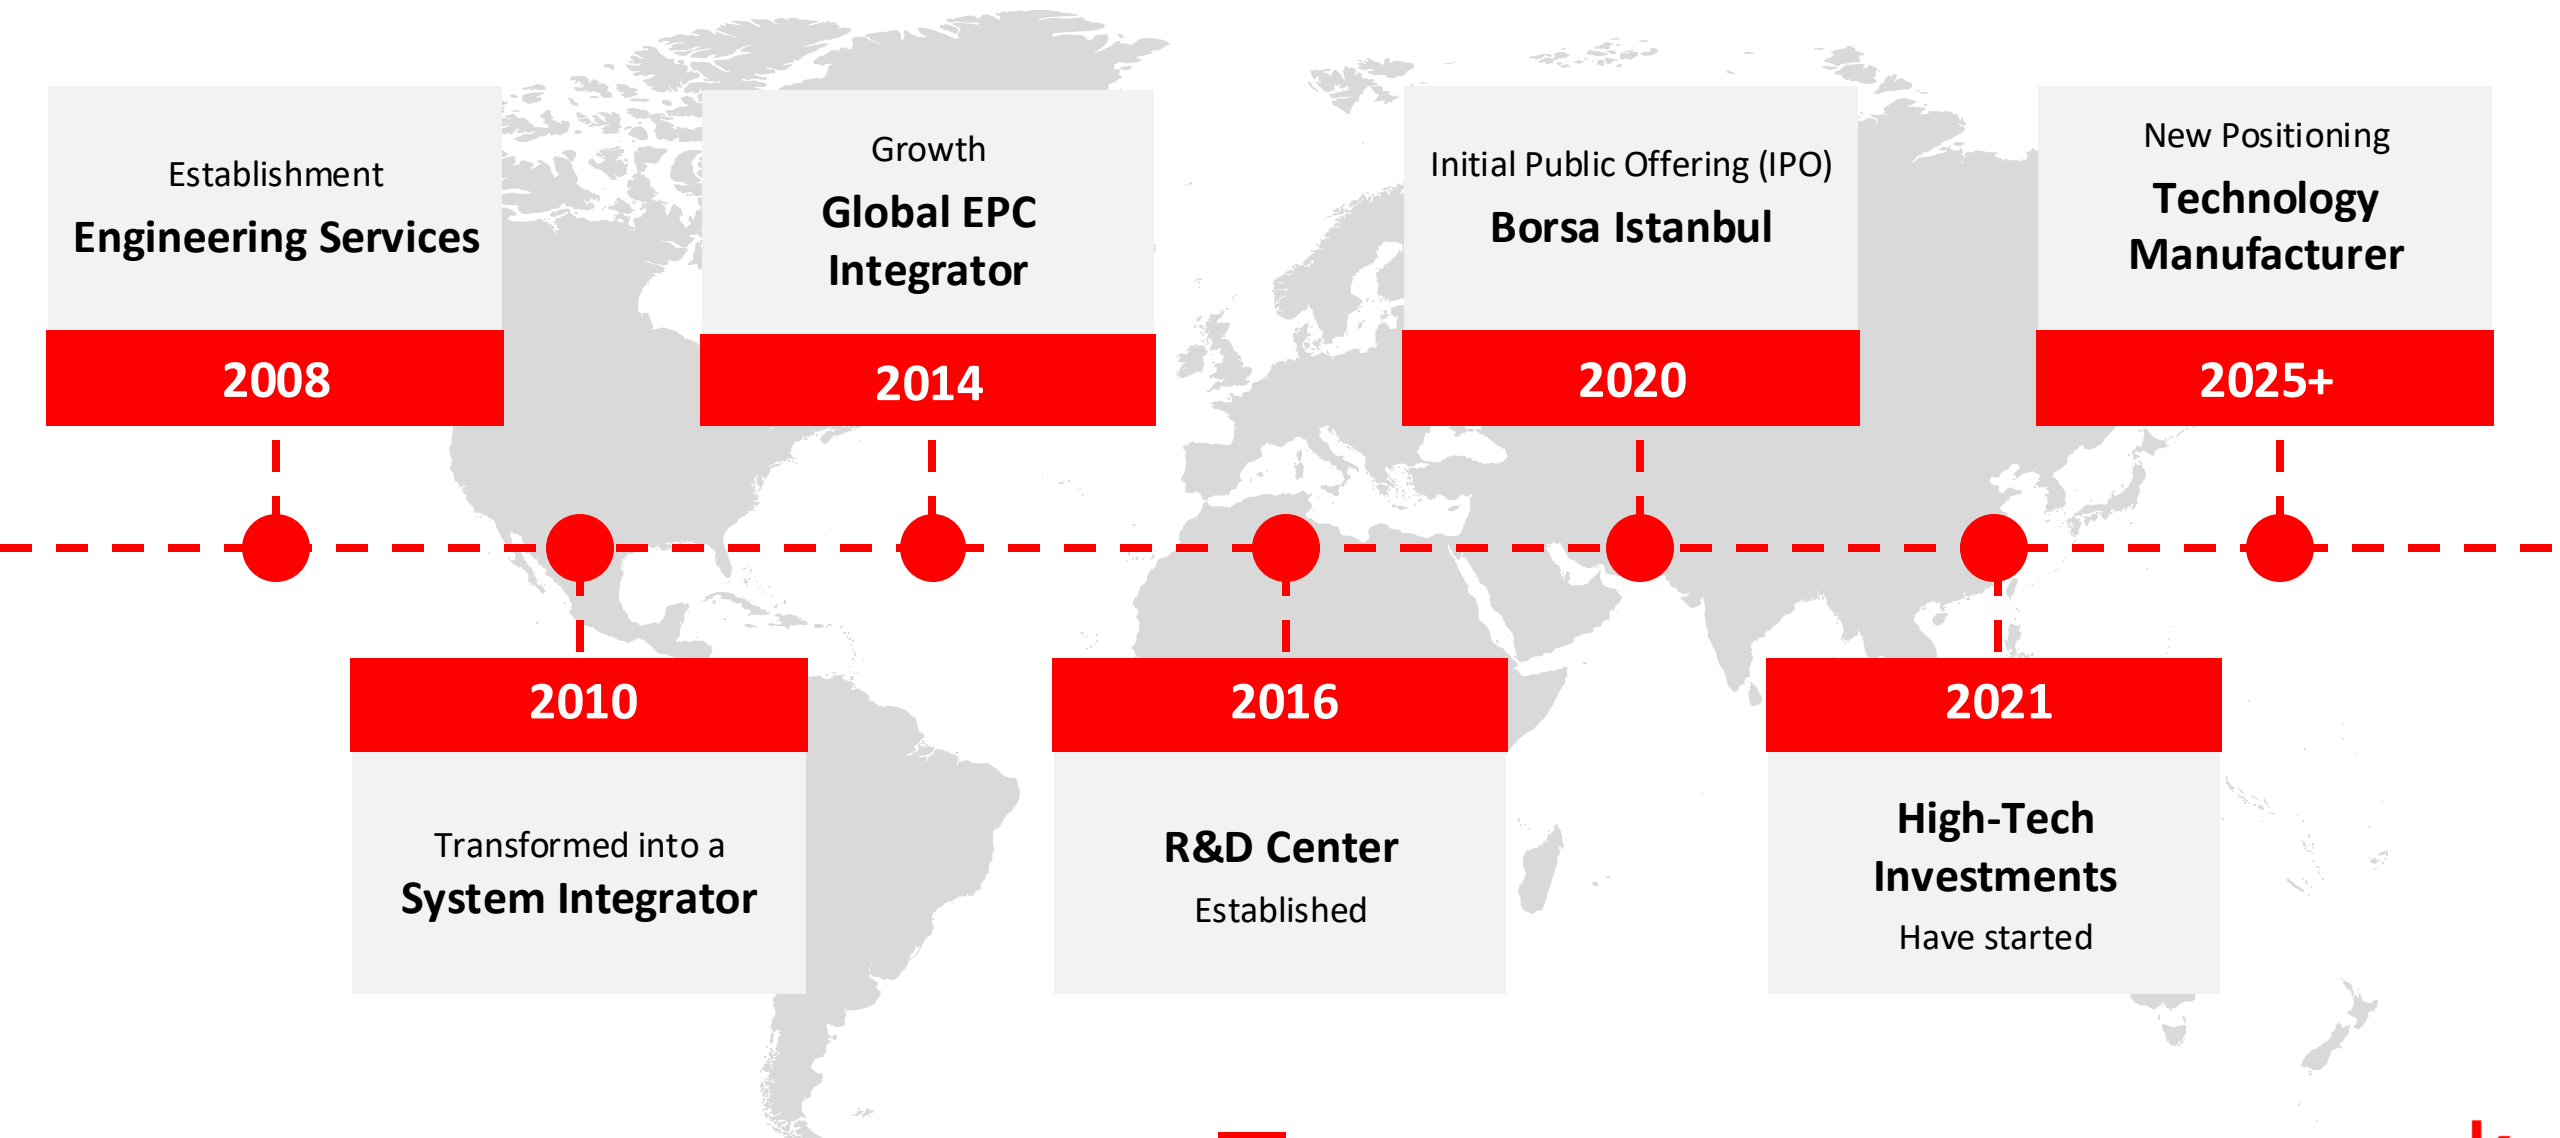 Establishment
Engineering Services
2008
Transformed into a
System Integrator
2010
Growth
Global EPC
Integrator
2014
2016
R&D Center
Established
Initial Public Offering (IPO)
Borsa Istanbul
2020
2021
High-Tech
Investments
Have started
New Positioning
Technology
Manufacturer
2025+